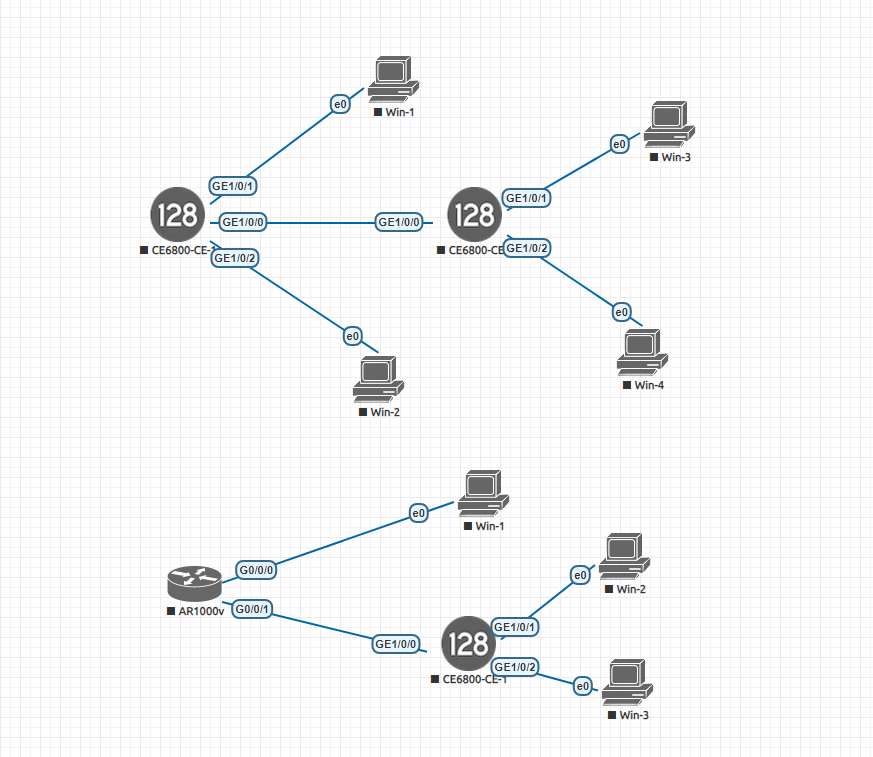 e0
Win-1
e0
Win-3
GE1/0/1
GE1/0/1
128
GE1/0/0
GE1/0/0
128
CE6800-CE-1
GE1/0/2
CE6800-CE
GE1/0/2
e0
Win-2
e0
Win-4
e0
Win-1
G0/0/0
AR1000v
G0/0/1
e0
Win-2
GE1/0/0
128
GE1/0/1
CE6800-CE-1
GE1/0/2
e0
Win-3